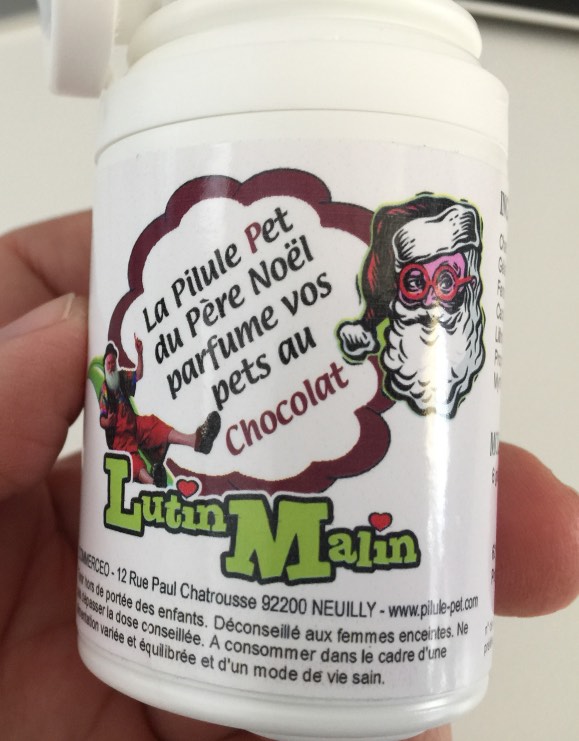 La Pilule Pet
du Père Noël
parfume vos
pets au
Chocolat
Lutin Malin
COMMERCEO - 12 Rue Paul Chatrousse 92200 NEUILLY - www.pilule-pet.com
hors de portée des enfants. Déconseillé aux femmes enceintes. Ne
dépasser la dose conseillée. A consommer dans le cadre d'une
variée et équilibrée et d'un mode de vie sain.